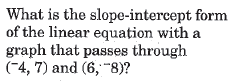 What is the slope-intercept form
of the linear equation with a
graph that passes through
(⁻4, 7) and (6, ⁻8)?